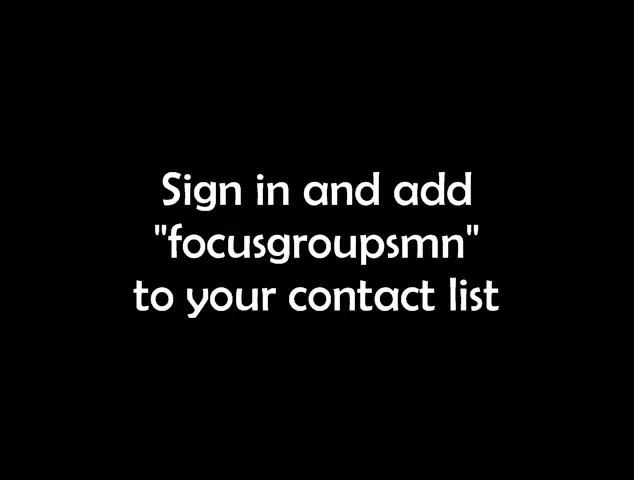 Sign in and add
"focusgroupsmn"
to your contact list